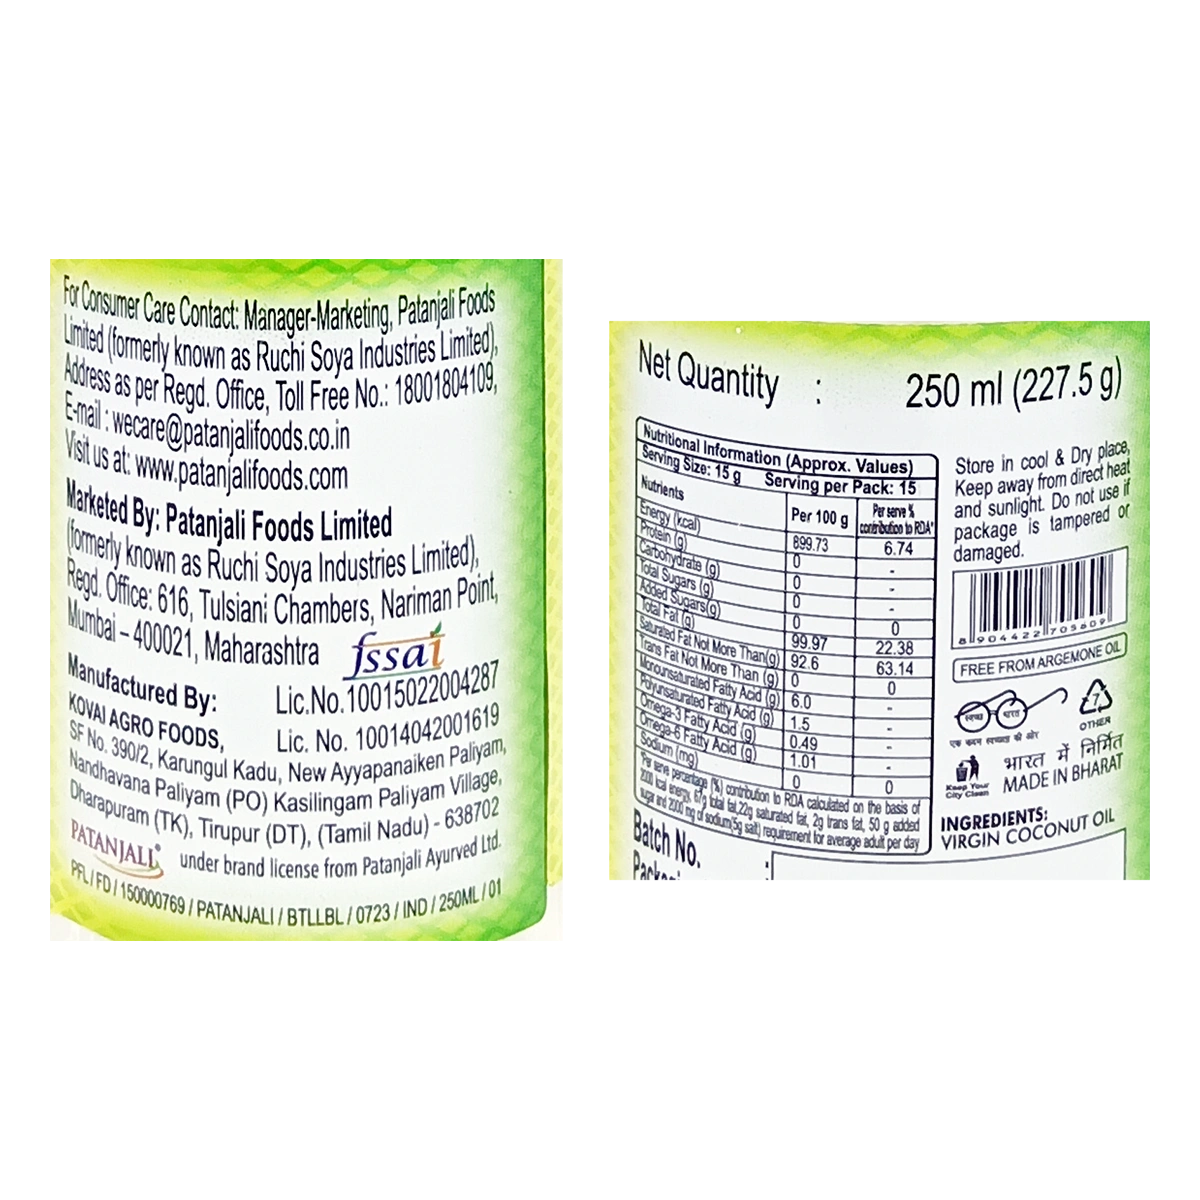 For Consumer Care Contact: Manager-Marketing, Patanjali Foods
Limited (formerly known as Ruchi Soya Industries Limited),
Address as per Regd. Office, Toll Free No.: 18001804109,
E-mail : wecare@patanjalifoods.co.in
Visit us at: www.patanjalifoods.com
Marketed By: Patanjali Foods Limited
(formerly known as Ruchi Soya Industries Limited),
Regd. Office: 616, Tulsiani Chambers, Nariman Point,
Mumbai – 400021, Maharashtra
fssai
Manufactured By: Lic.No.10015022004287
KOVAI AGRO FOODS, Lic. No. 10014042001619
SF No. 390/2, Karungul Kadu, New Ayyapanaiken Paliyam,
Nandhavana Paliyam (PO) Kasilingam Paliyam Village,
Dharapuram (TK), Tirupur (DT), (Tamil Nadu) - 638702
PATANJALI® under brand license from Patanjali Ayurved Ltd.
PFL / FD / 150000769 / PATANJALI / BTLLBL / 0723 / IND / 250ML / 01
Net Quantity : 250 ml (227.5 g)
Nutritional Information (Approx. Values)
Serving Size: 15 g Serving per Pack: 15
Nutrients Per 100 g Per serve % contribution to RDA*
Energy (kcal) 899.73 6.74
Protein (g) 0 -
Carbohydrate (g) 0 -
Total Sugars (g) 0 -
Added Sugars(g) 0 0
Total Fat (g) 99.97 22.38
Saturated Fat Not More Than(g) 92.6 63.14
Trans Fat Not More Than (g) 0 0
Monounsaturated Fatty Acid (g) 6.0 -
Polyunsaturated Fatty Acid (g) 1.5 -
Omega-3 Fatty Acid (g) 0.49 -
Omega-6 Fatty Acid (g) 1.01 -
Sodium (mg) 0 0
Per serve percentage (%) contribution to RDA calculated on the basis of
2000 kcal energy, 67g total fat,22g saturated fat, 2g trans fat, 50 g added
sugar and 2000 mg of sodium(5g salt) requirement for average adult per day
Batch No.
:
Store in cool & Dry place,
Keep away from direct heat
and sunlight. Do not use if
package is tampered or
damaged.
8 904422 705609
FREE FROM ARGEMONE OIL
स्वच्छ भारत
एक कदम स्वच्छता की ओर
7
OTHER
Keep Your
City Clean
भारत में निर्मित
MADE IN BHARAT
INGREDIENTS:
VIRGIN COCONUT OIL